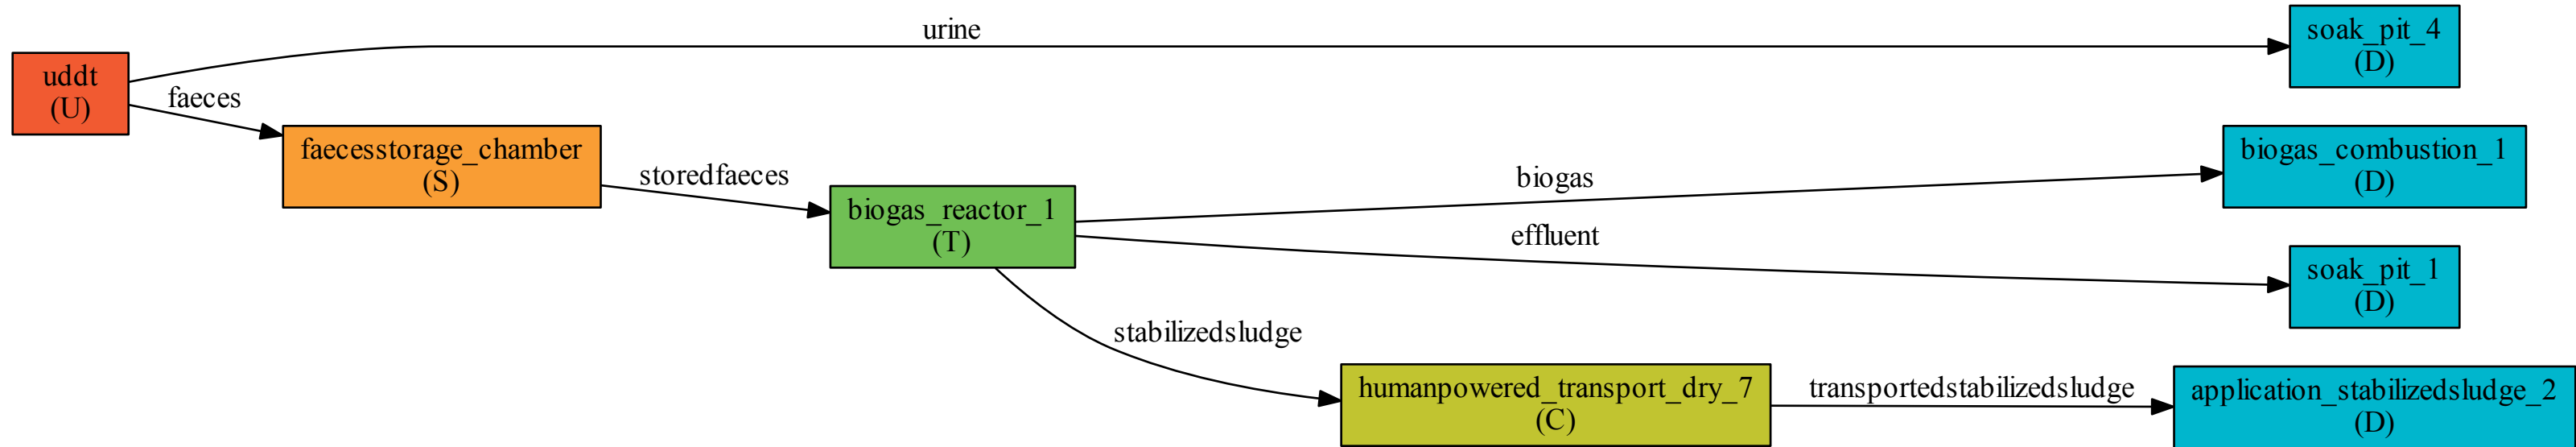 urine
soak_pit_4
(D)
uddt
(U)
faeces
faecesstorage_chamber
(S)
storedfaeces
biogas_reactor_1
(T)
biogas
biogas_combustion_1
(D)
effluent
soak_pit_1
(D)
stabilizedsludge
humanpowered_transport_dry_7
(C)
transportedstabilizedsludge
application_stabilizedsludge_2
(D)